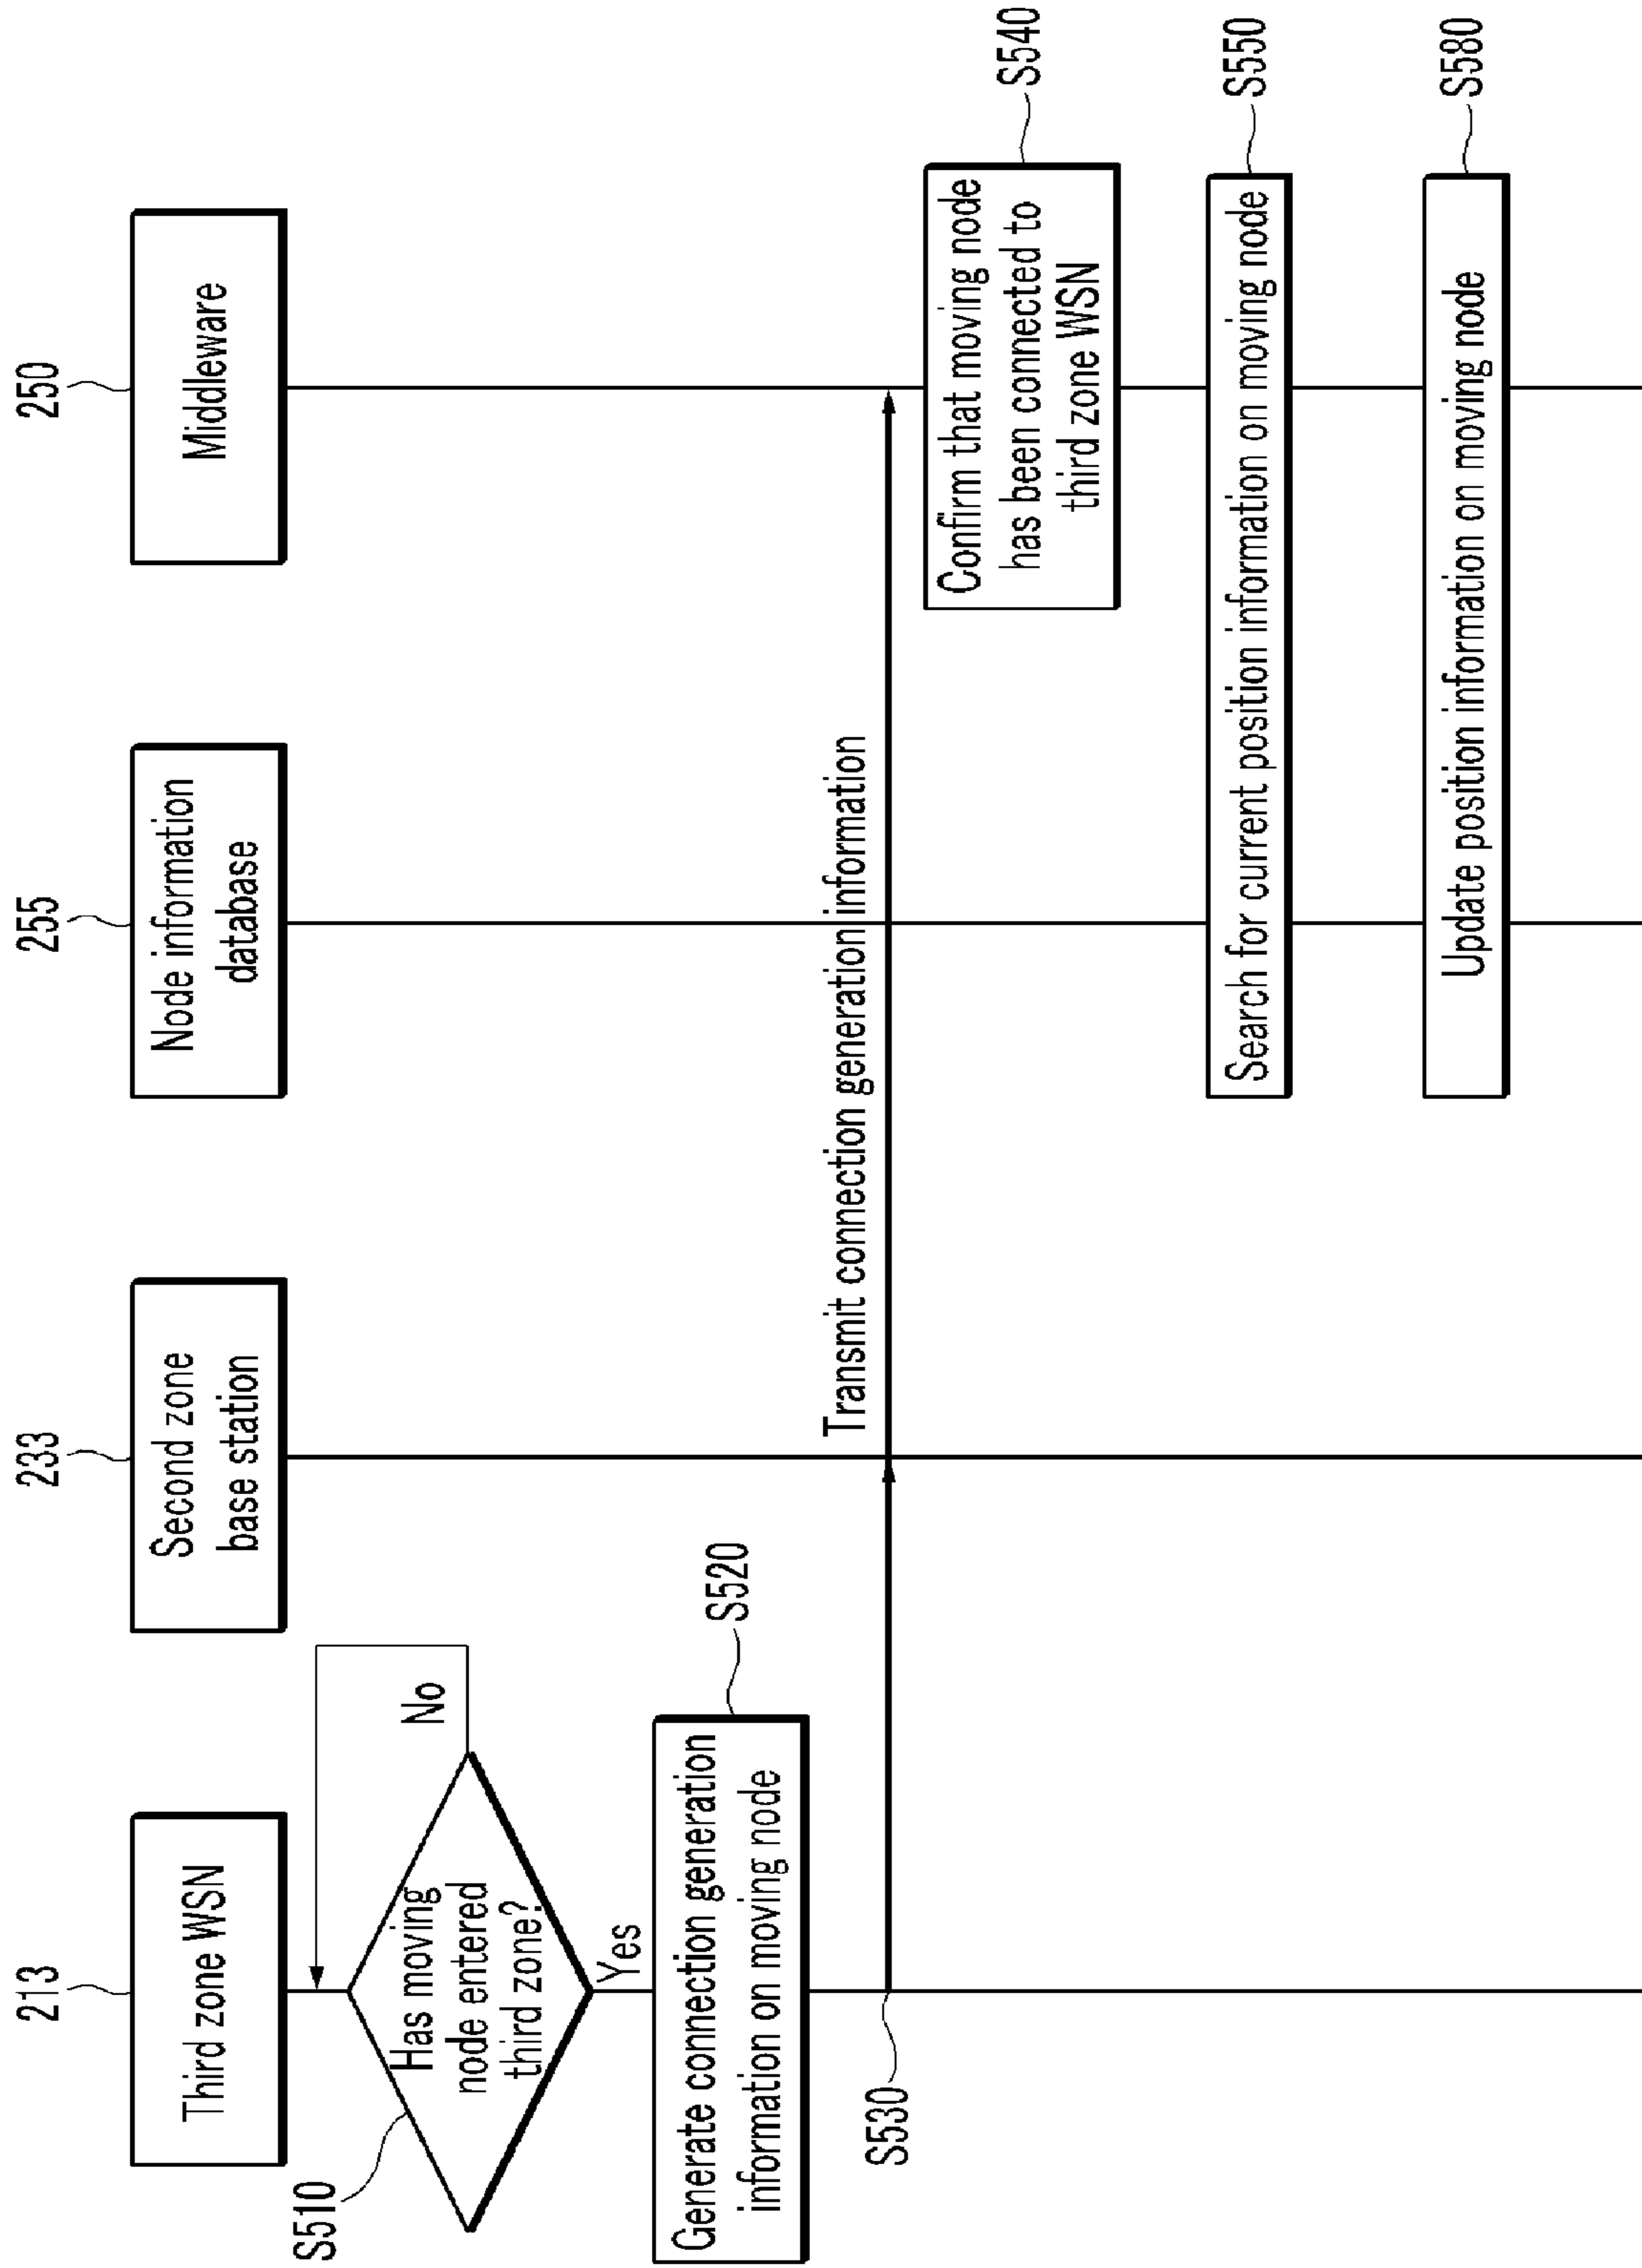 213
233
255
250
Third zone WSN
Second zone
base station
Node information
database
Middleware
S510
Has moving
node entered
third zone?
No
Yes
Generate connection generation
information on moving node
S520
S530
Transmit connection generation information
Confirm that moving node
has been connected to
third zone WSN
S540
Search for current position information on moving node
S550
Update position information on moving node
S580